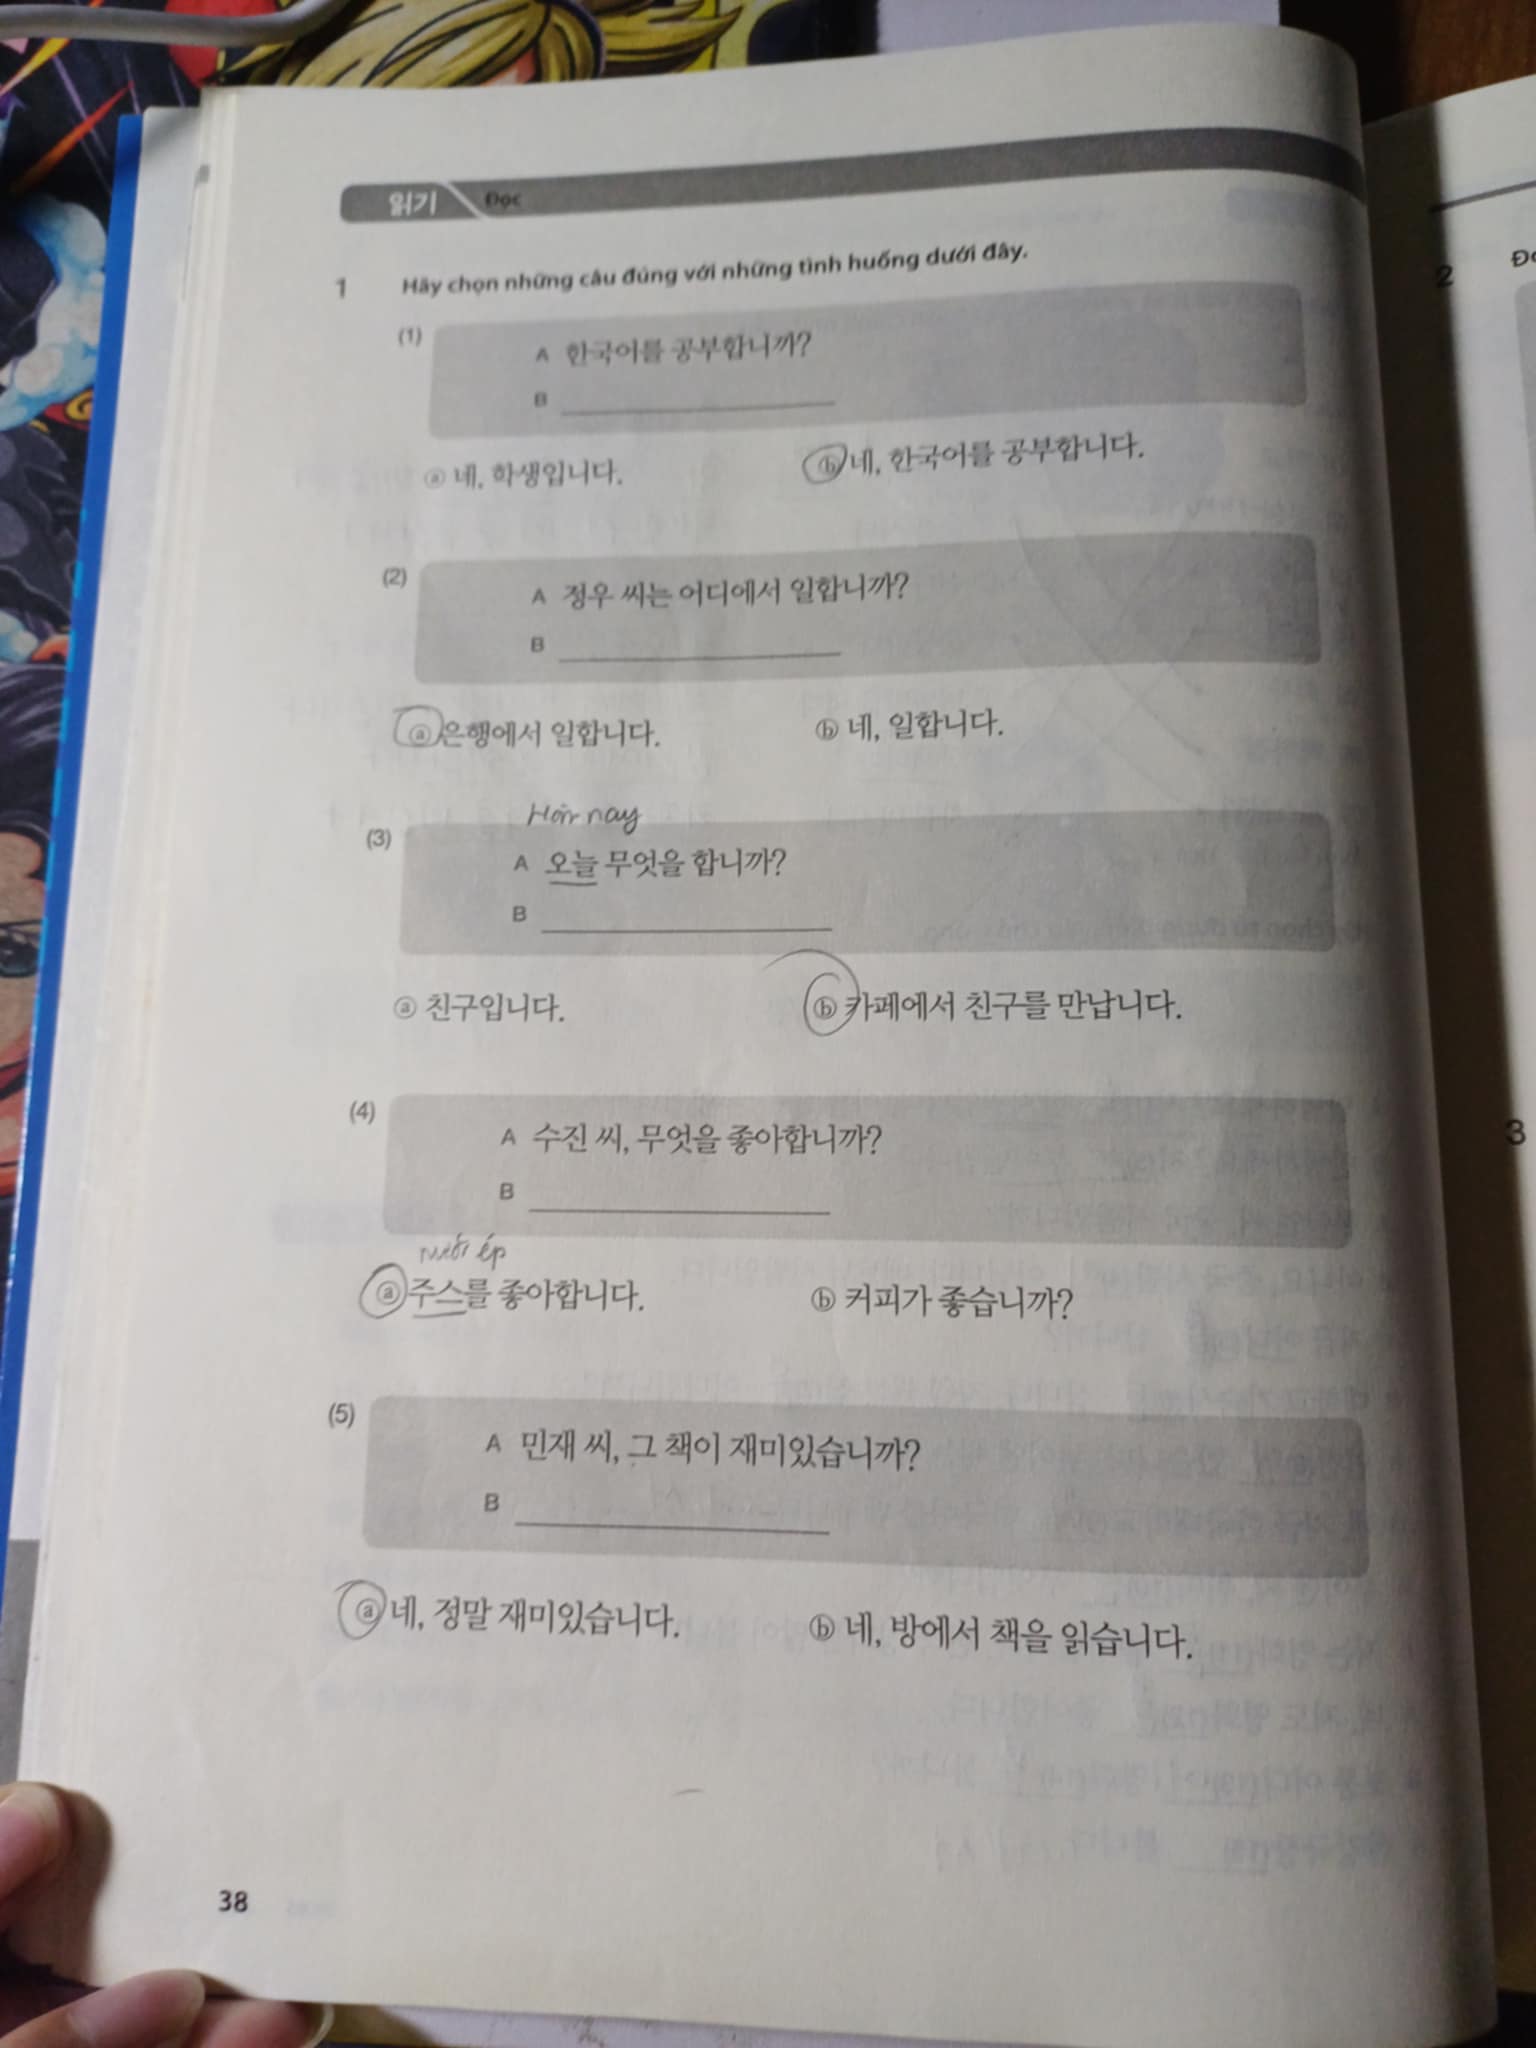 읽기 Đọc
1 Hãy chọn những câu đúng với những tình huống dưới đây.
(1)
A 한국어를 공부합니까?
B
ⓐ 네, 학생입니다. ⓑ 네, 한국어를 공부합니다.
(2)
A 정우 씨는 어디에서 일합니까?
B
ⓐ 은행에서 일합니다. ⓑ 네, 일합니다.
Hôm nay
(3)
A 오늘 무엇을 합니까?
B
ⓐ 친구입니다. ⓑ 카페에서 친구를 만납니다.
(4)
A 수진 씨, 무엇을 좋아합니까?
B
nước ép
ⓐ 주스를 좋아합니다. ⓑ 커피가 좋습니까?
(5)
A 민재 씨, 그 책이 재미있습니까?
B
ⓐ 네, 정말 재미있습니다. ⓑ 네, 방에서 책을 읽습니다.
38
2
3